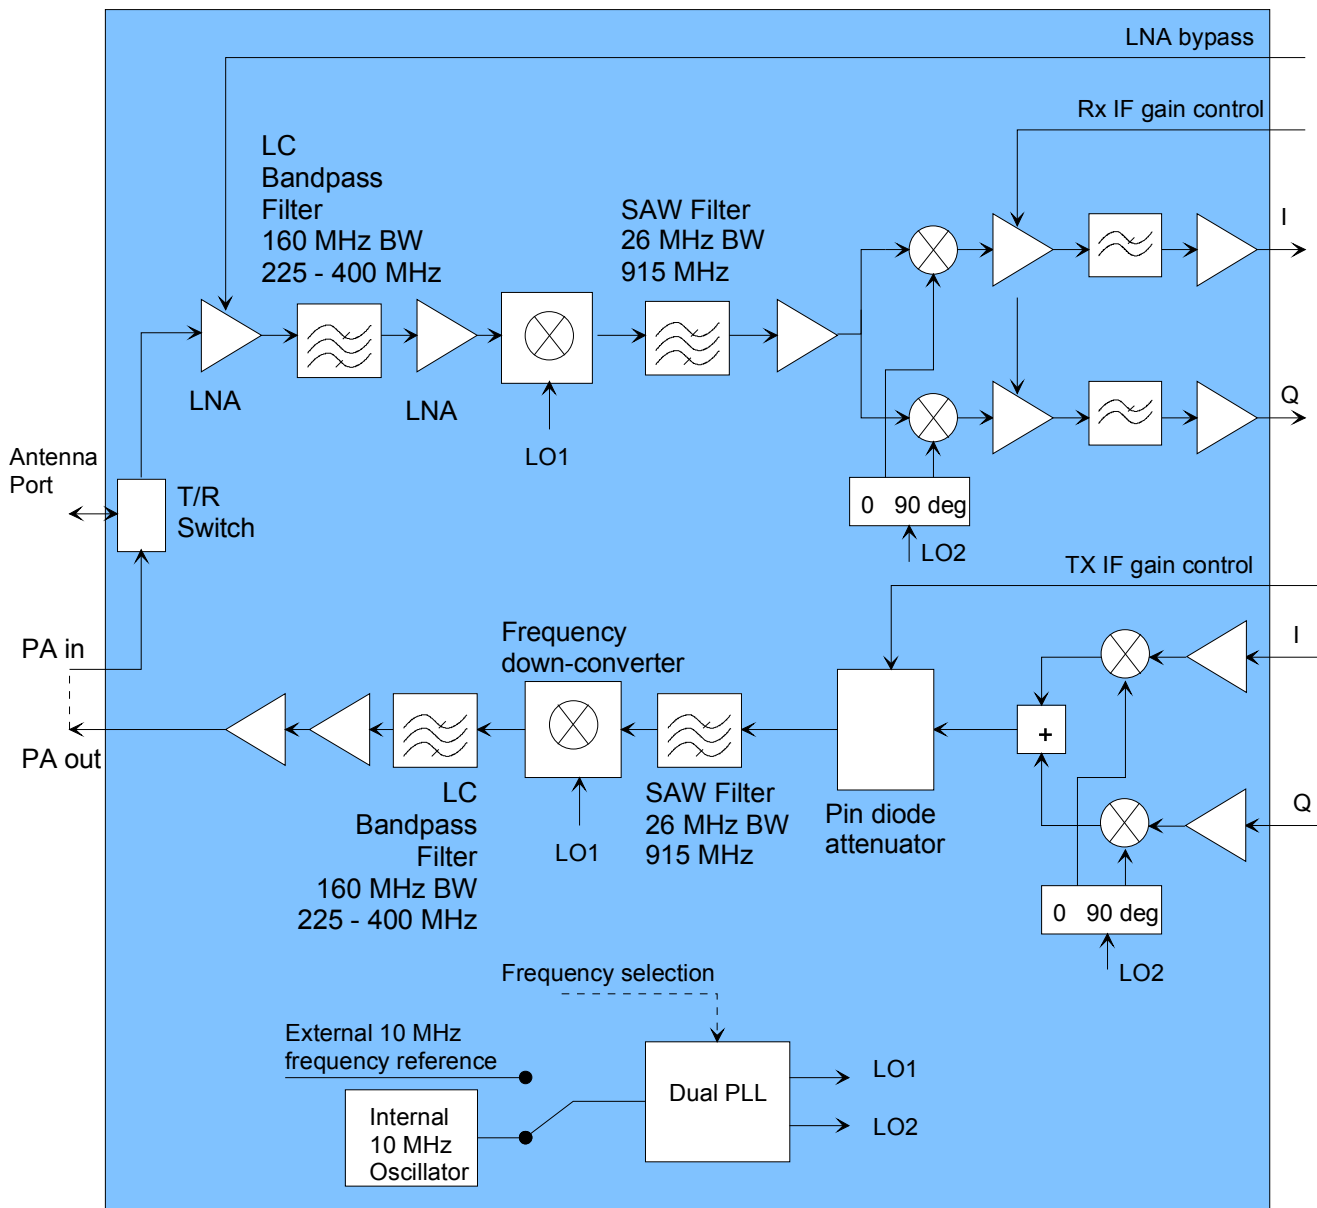 LNA bypass
Rx IF gain control
LC
Bandpass
Filter
160 MHz BW
225 - 400 MHz
SAW Filter
26 MHz BW
915 MHz
I
LNA
LNA
LO1
Q
Antenna
Port
T/R
Switch
0 90 deg
LO2
TX IF gain control
PA in
PA out
Frequency
down-converter
I
+
LC
Bandpass
Filter
160 MHz BW
225 - 400 MHz
LO1
SAW Filter
26 MHz BW
915 MHz
Pin diode
attenuator
Q
0 90 deg
LO2
Frequency selection
External 10 MHz
frequency reference
Internal
10 MHz
Oscillator
Dual PLL
LO1
LO2